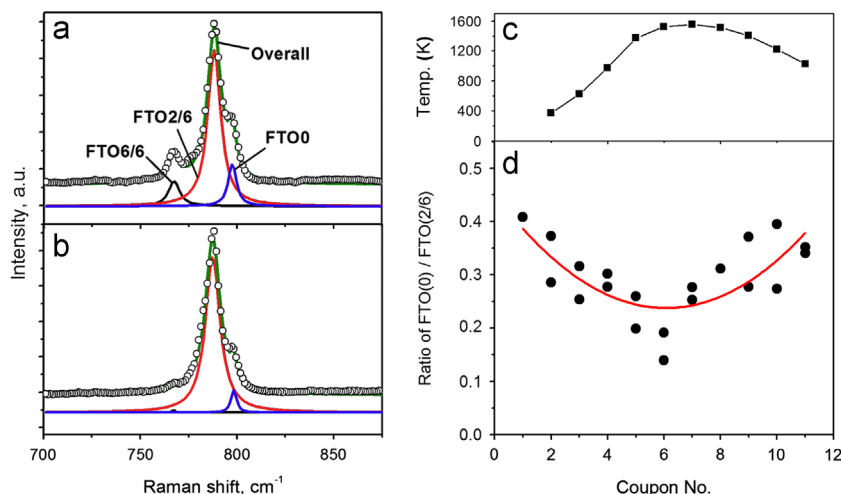 a
Overall
FTO2/6
FTO6/6
FTO0
b
Intensity, a.u.
700 750 800 850
Raman shift, cm⁻¹
c
1600
1200
800
400
0
Temp. (K)
d
0.5
0.4
0.3
0.2
0.1
0.0
Ratio of FTO(0) / FTO(2/6)
0 2 4 6 8 10 12
Coupon No.